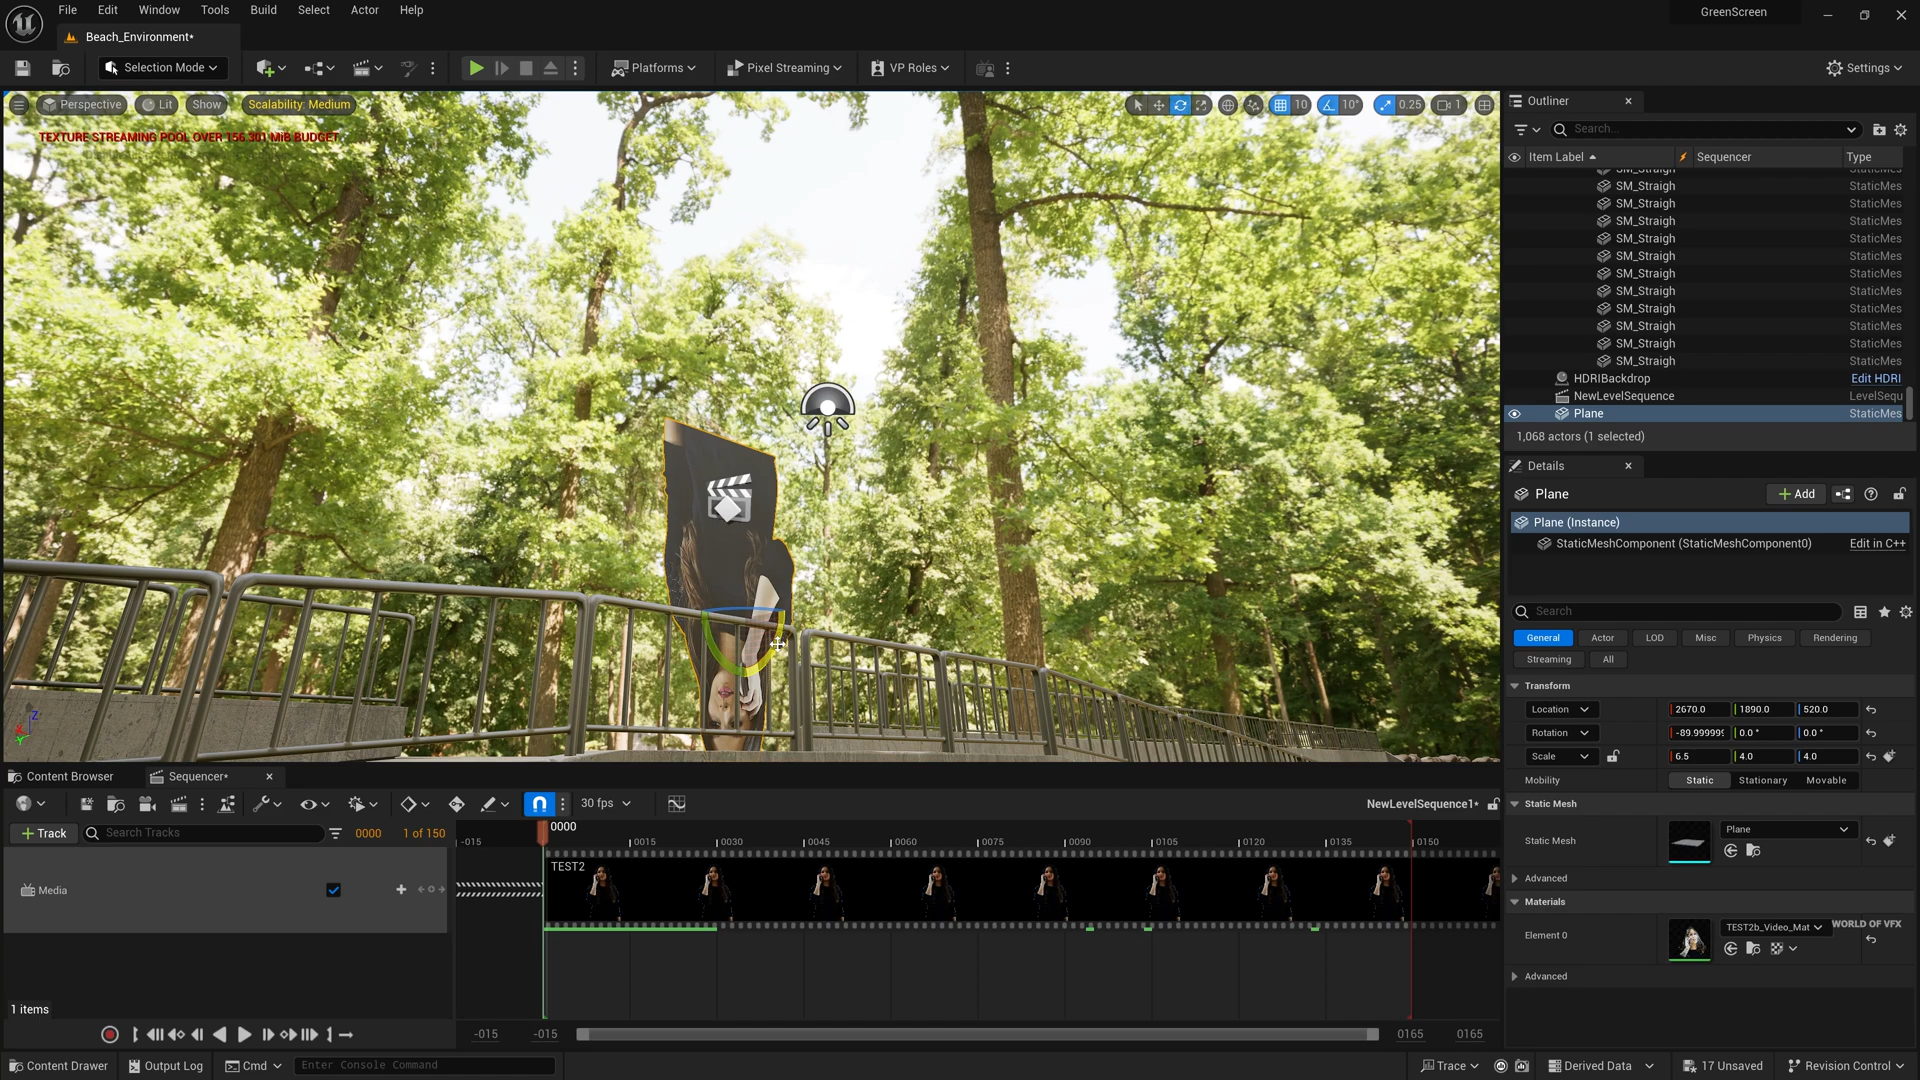 File Edit Window Tools Build Select Actor Help
GreenScreen
Beach_Environment*
Selection Mode
Platforms
Pixel Streaming
VP Roles
Settings
Perspective
Lit
Show
Scalability: Medium
10
10°
0.25
1
TEXTURE STREAMING POOL OVER 156.301 MiB BUDGET
Outliner
Search...
Item Label Sequencer Type
SM_Straigh StaticMes
SM_Straigh StaticMes
SM_Straigh StaticMes
SM_Straigh StaticMes
SM_Straigh StaticMes
SM_Straigh StaticMes
SM_Straigh StaticMes
SM_Straigh StaticMes
SM_Straigh StaticMes
SM_Straigh StaticMes
SM_Straigh StaticMes
SM_Straigh StaticMes
HDRIBackdrop Edit HDRI
NewLevelSequence LevelSequ
Plane StaticMes
1,068 actors (1 selected)
Details
Plane
Add
Plane (Instance)
StaticMeshComponent (StaticMeshComponent0) Edit in C++
Search
General Actor LOD Misc Physics Rendering
Streaming All
Transform
Location 2670.0 1890.0 520.0
Rotation -89.999999 0.0 ° 0.0 °
Scale 6.5 4.0 4.0
Mobility Static Stationary Movable
Static Mesh
Static Mesh Plane
Advanced
Materials
Element 0 TEST2b_Video_Mat
WORLD OF VFX
Advanced
Z
X
Y
Content Browser Sequencer*
30 fps
NewLevelSequence1*
Track
Search Tracks
0000 1 of 150
0000
-015 0015 0030 0045 0060 0075 0090 0105 0120 0135 0150
TEST2
Media
1 items
-015 -015 0165 0165
Content Drawer Output Log Cmd Enter Console Command
Trace Derived Data 17 Unsaved Revision Control